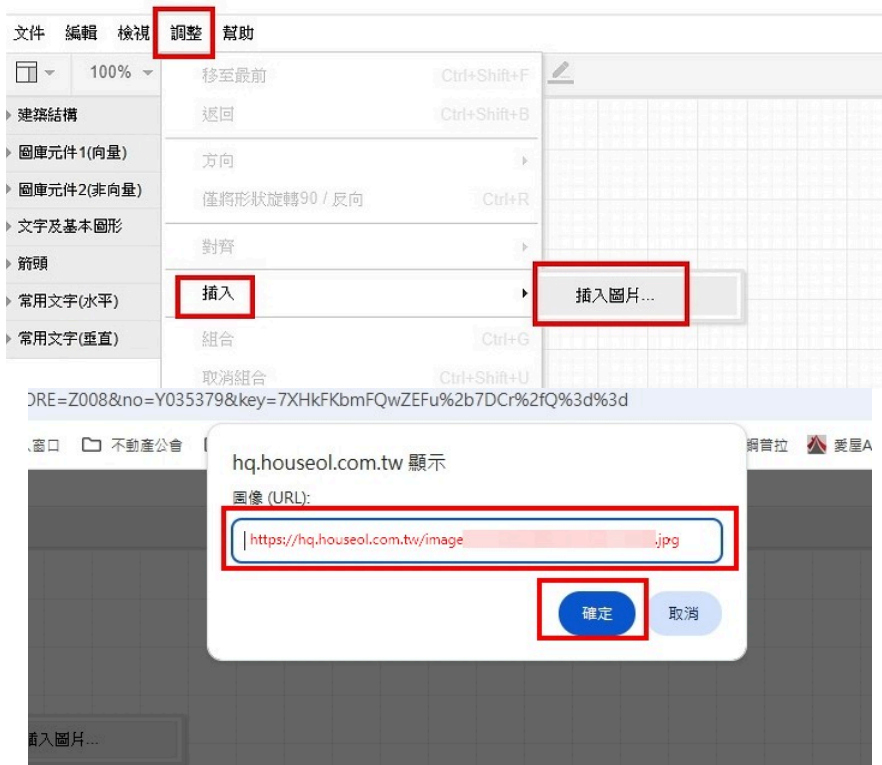 文件 編輯 檢視 調整 幫助
100%
移至最前 Ctrl+Shift+F
建築結構
返回 Ctrl+Shift+B
圖庫元件1(向量)
方向
圖庫元件2(非向量)
僅將形狀旋轉90 / 反向 Ctrl+R
文字及基本圖形
對齊
箭頭
插入
插入圖片...
常用文字(水平)
組合 Ctrl+G
常用文字(垂直)
取消組合 Ctrl+Shift+U
ORE=Z008&no=Y035379&key=7XHkFKbmFQwZEFu%2b7DCr%2fQ%3d%3d
窗口 不動產公會 鋼普拉 愛屋A
hq.houseol.com.tw 顯示
圖像 (URL):
https://hq.houseol.com.tw/image .jpg
確定 取消
插入圖片...